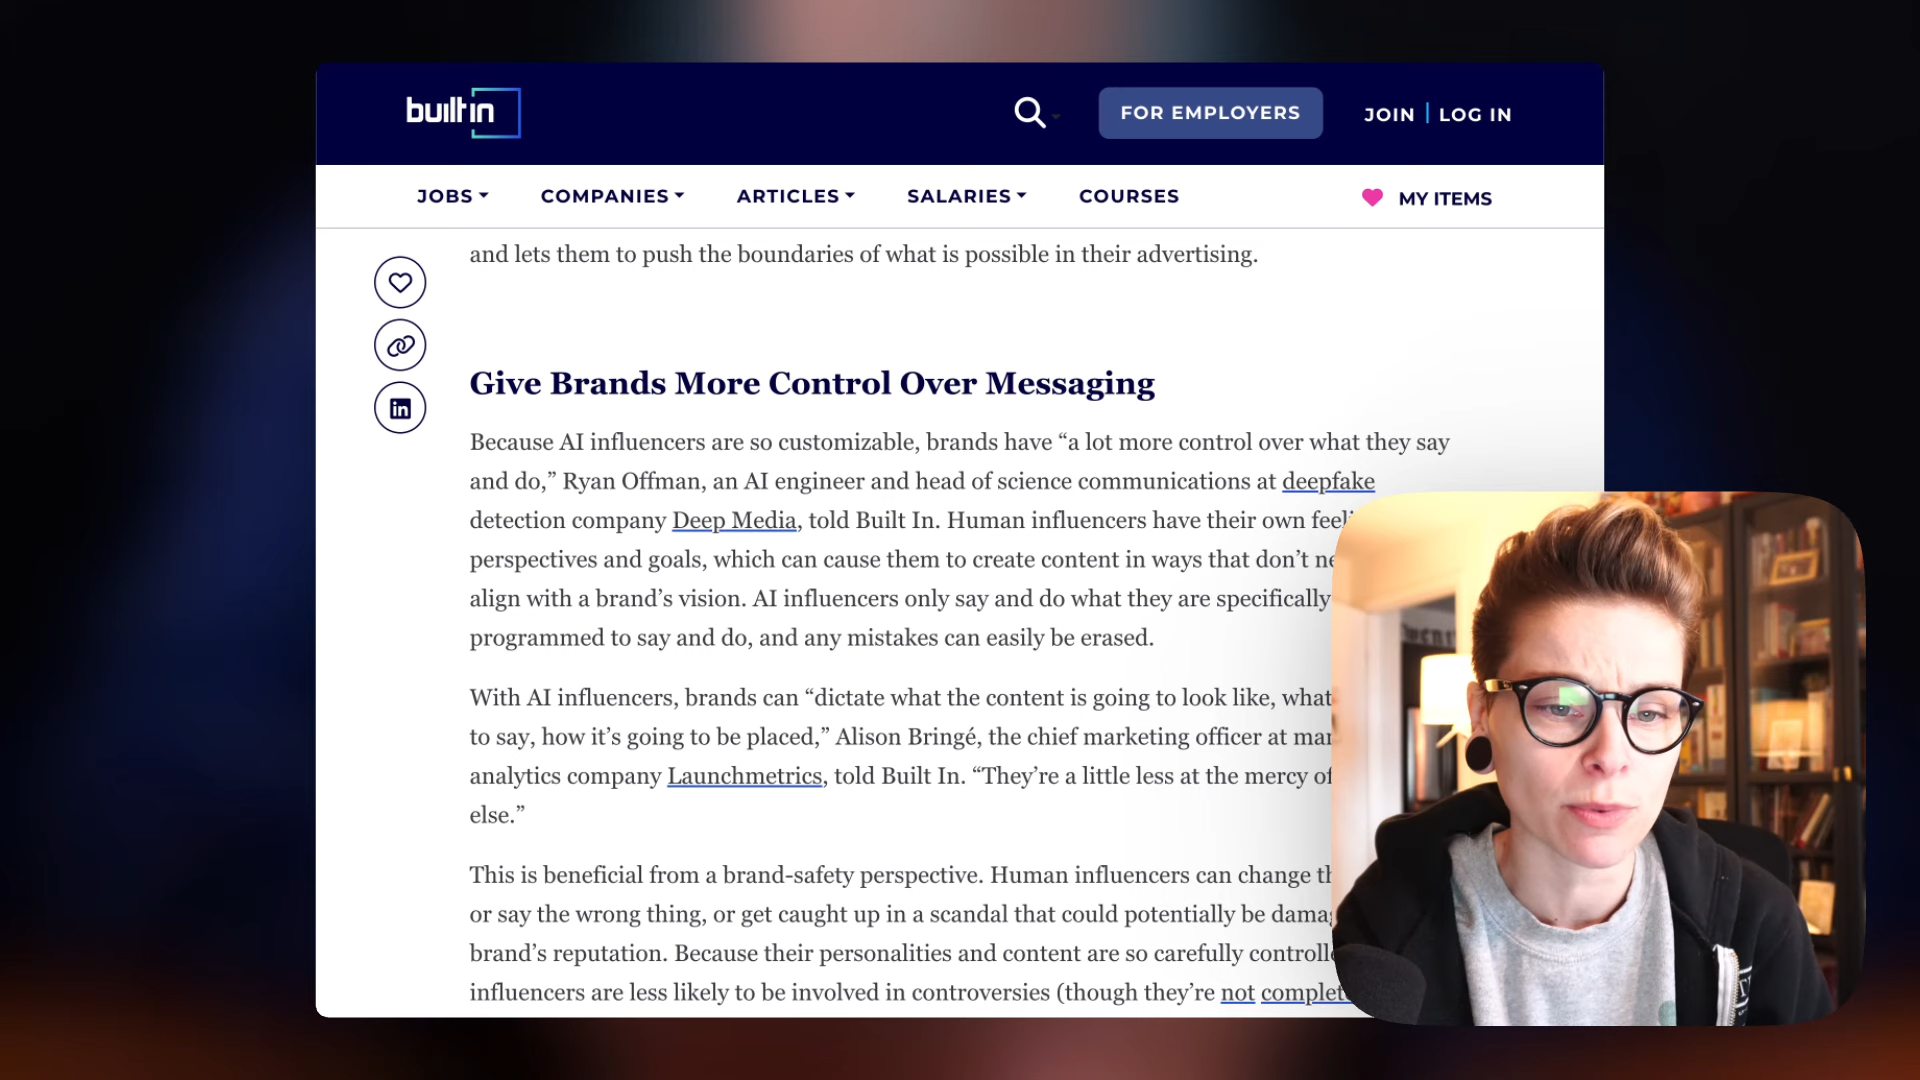 built in
FOR EMPLOYERS
JOIN | LOG IN
JOBS COMPANIES ARTICLES SALARIES COURSES MY ITEMS
and lets them to push the boundaries of what is possible in their advertising.
Give Brands More Control Over Messaging
Because AI influencers are so customizable, brands have “a lot more control over what they say
and do,” Ryan Offman, an AI engineer and head of science communications at deepfake
detection company Deep Media, told Built In. Human influencers have their own
perspectives and goals, which can cause them to create content in ways that don’t
align with a brand’s vision. AI influencers only say and do what they are specifically
programmed to say and do, and any mistakes can easily be erased.
With AI influencers, brands can “dictate what the content is going to look like, what
to say, how it’s going to be placed,” Alison Bringé, the chief marketing officer at
analytics company Launchmetrics, told Built In. “They’re a little less at the mercy of
else.”
This is beneficial from a brand-safety perspective. Human influencers can change
or say the wrong thing, or get caught up in a scandal that could potentially be
brand’s reputation. Because their personalities and content are so carefully
influencers are less likely to be involved in controversies (though they’re not